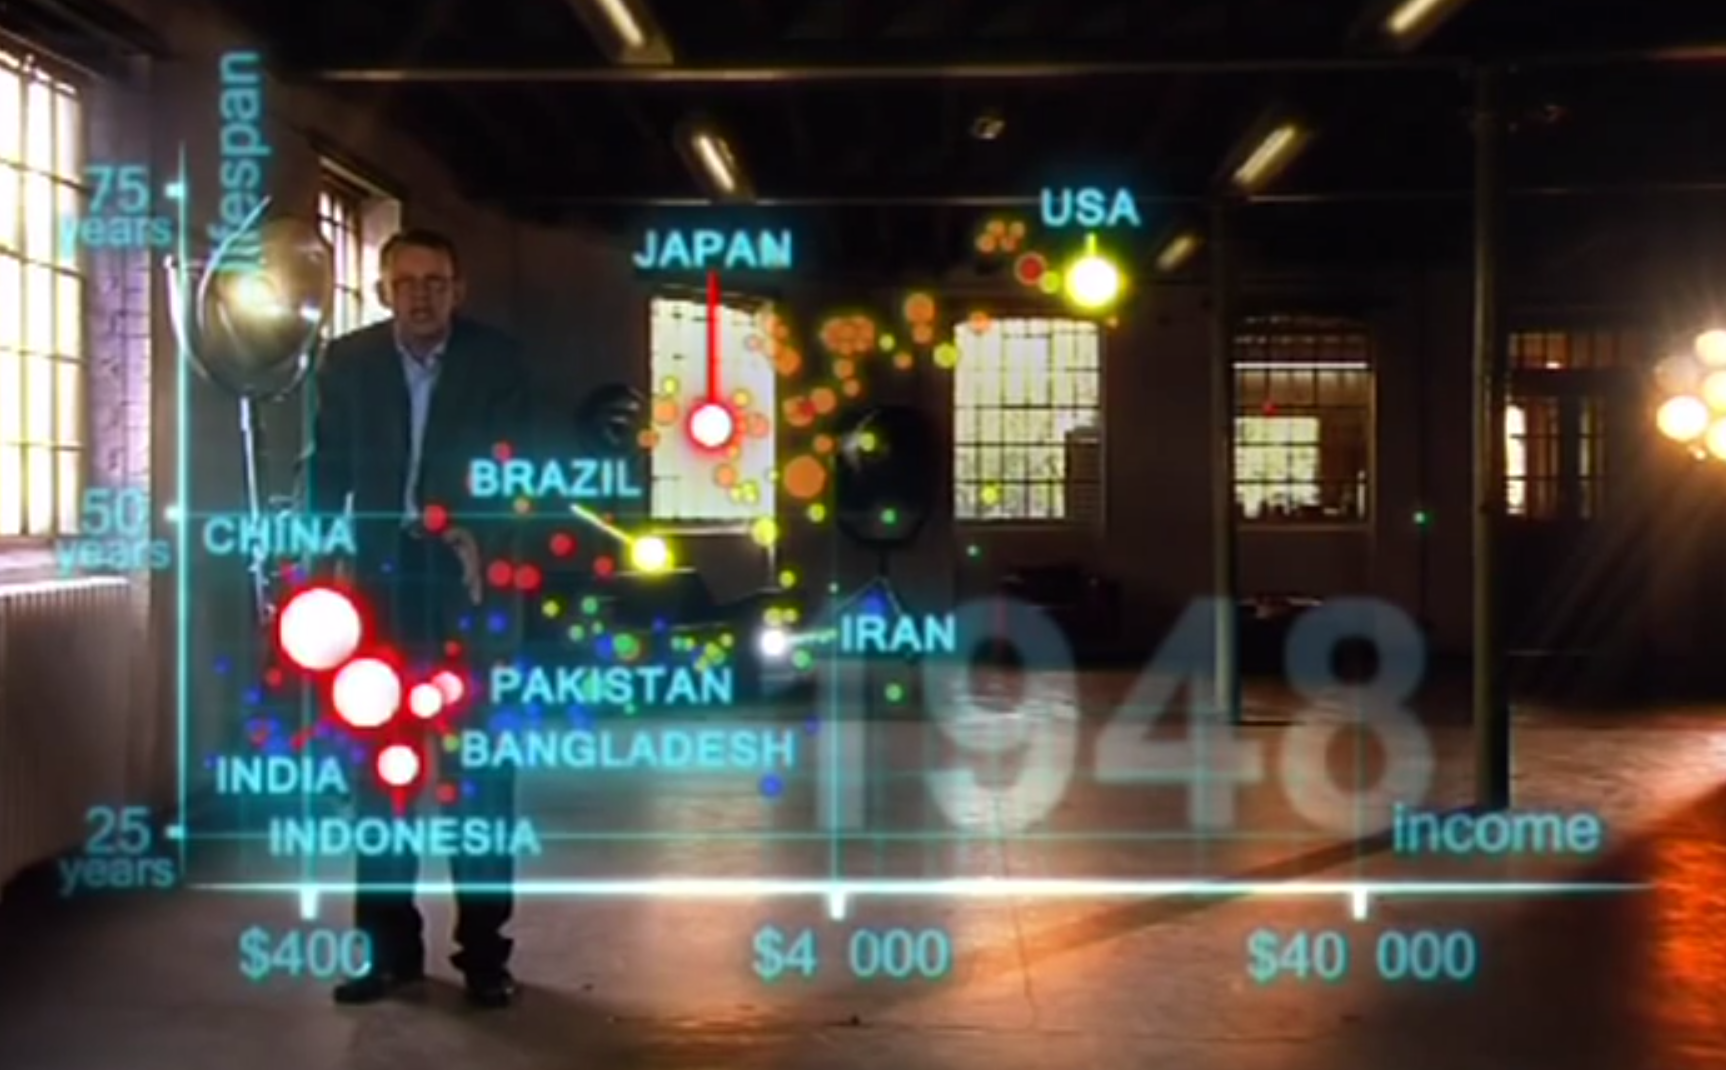 lifespan
75
years
USA
JAPAN
BRAZIL
50
years
CHINA
IRAN
1948
PAKISTAN
BANGLADESH
INDIA
25
years
INDONESIA
income
$400
$4 000
$40 000